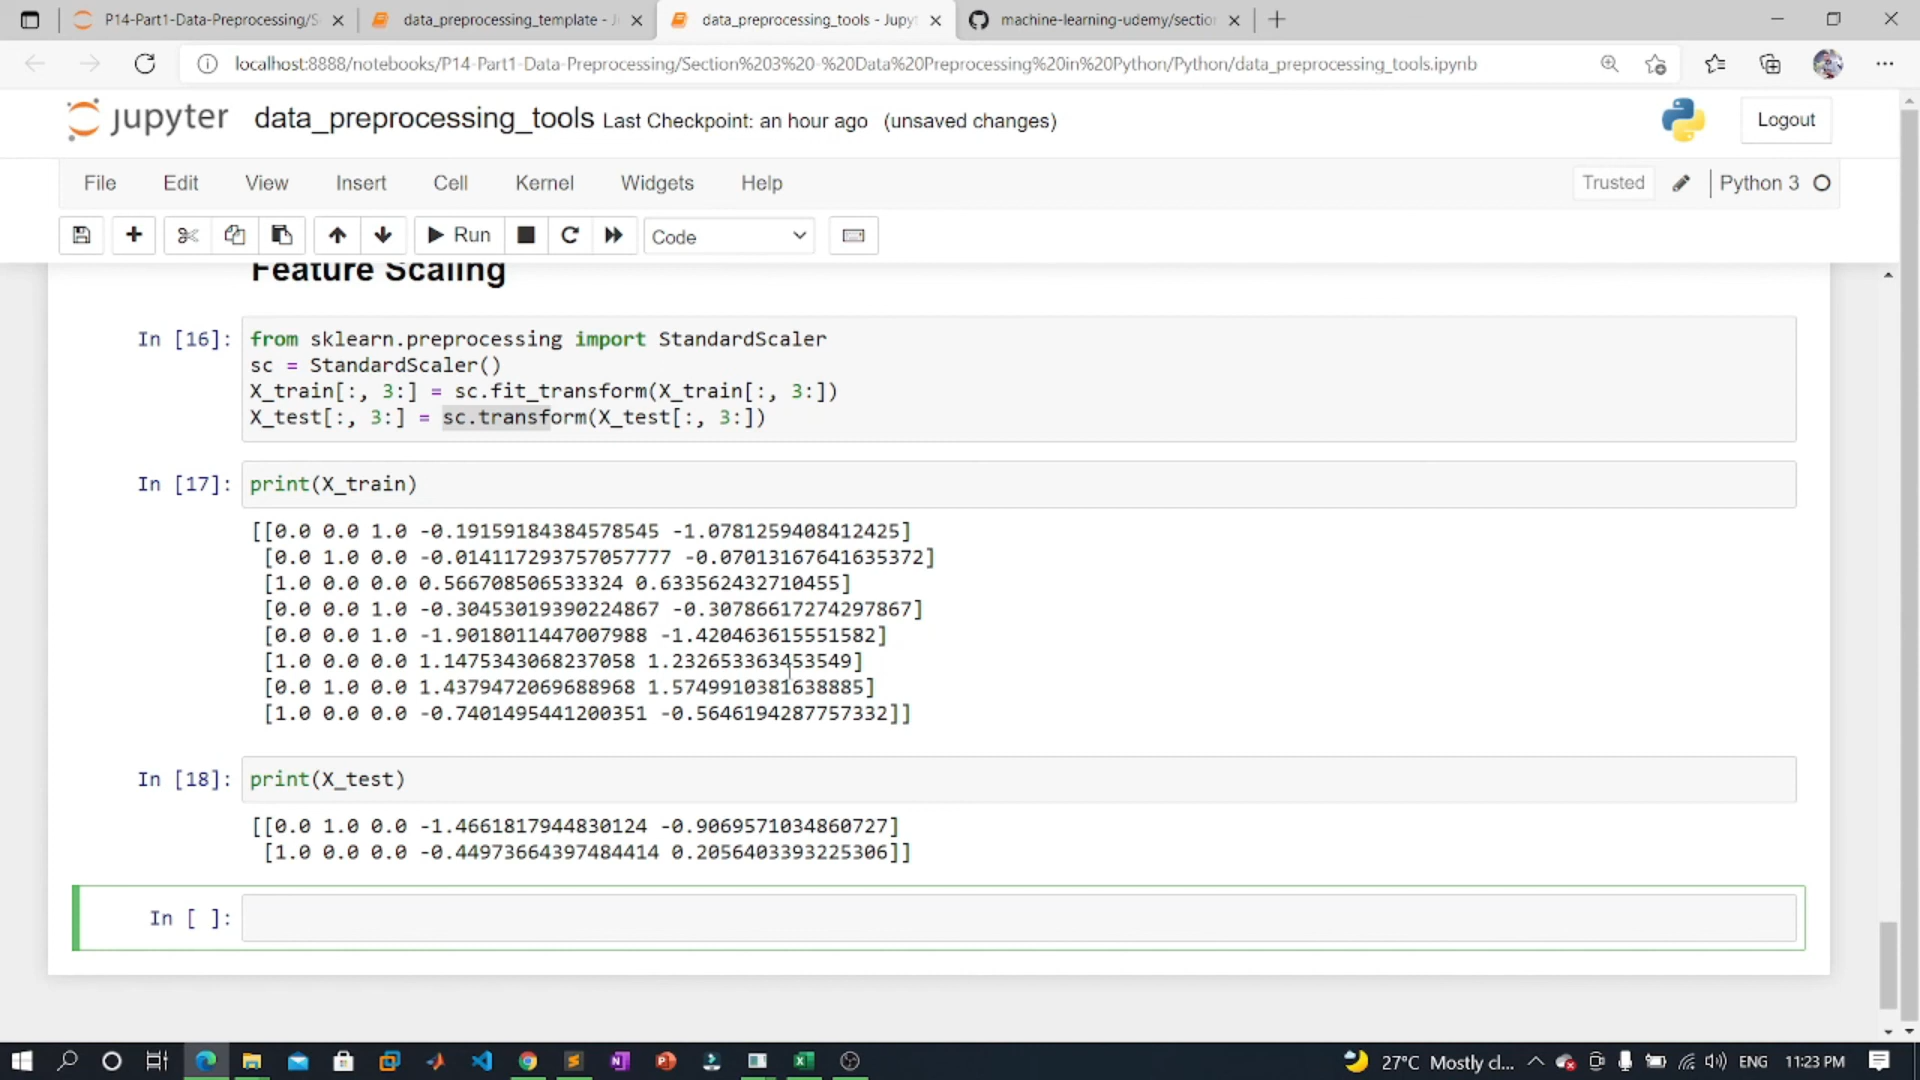 P14-Part1-Data-Preprocessing/S
data_preprocessing_template - J
data_preprocessing_tools - Jupyt
machine-learning-udemy/section
localhost:8888/notebooks/P14-Part1-Data-Preprocessing/Section%203%20-%20Data%20Preprocessing%20in%20Python/Python/data_preprocessing_tools.ipynb
jupyter data_preprocessing_tools Last Checkpoint: an hour ago (unsaved changes)
Logout
File Edit View Insert Cell Kernel Widgets Help
Trusted
Python 3
Run
Code
Feature Scaling
In [16]: from sklearn.preprocessing import StandardScaler
sc = StandardScaler()
X_train[:, 3:] = sc.fit_transform(X_train[:, 3:])
X_test[:, 3:] = sc.transform(X_test[:, 3:])
In [17]: print(X_train)
[[0.0 0.0 1.0 -0.19159184384578545 -1.0781259408412425]
[0.0 1.0 0.0 -0.014117293757057777 -0.07013167641635372]
[1.0 0.0 0.0 0.566708506533324 0.633562432710455]
[0.0 0.0 1.0 -0.30453019390224867 -0.30786617274297867]
[0.0 0.0 1.0 -1.9018011447007988 -1.420463615551582]
[1.0 0.0 0.0 1.1475343068237058 1.232653363453549]
[0.0 1.0 0.0 1.4379472069688968 1.5749910381638885]
[1.0 0.0 0.0 -0.7401495441200351 -0.5646194287757332]]
In [18]: print(X_test)
[[0.0 1.0 0.0 -1.4661817944830124 -0.9069571034860727]
[1.0 0.0 0.0 -0.44973664397484414 0.2056403393225306]]
In [ ]:
27°C Mostly cl... ENG 11:23 PM